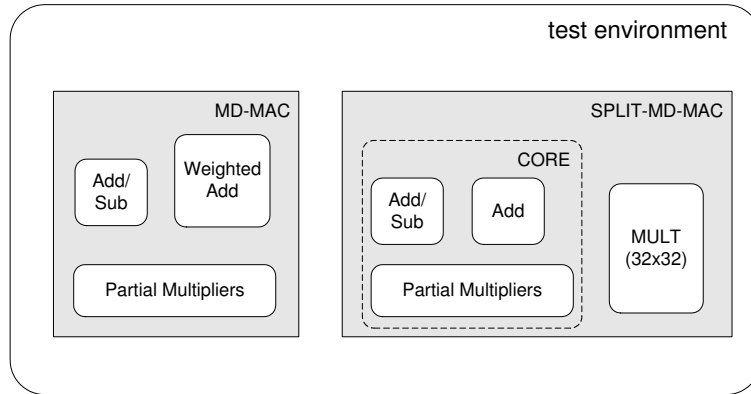 test environment
MD-MAC
Add/
Sub
Weighted
Add
Partial Multipliers
SPLIT-MD-MAC
CORE
Add/
Sub
Add
Partial Multipliers
MULT
(32x32)